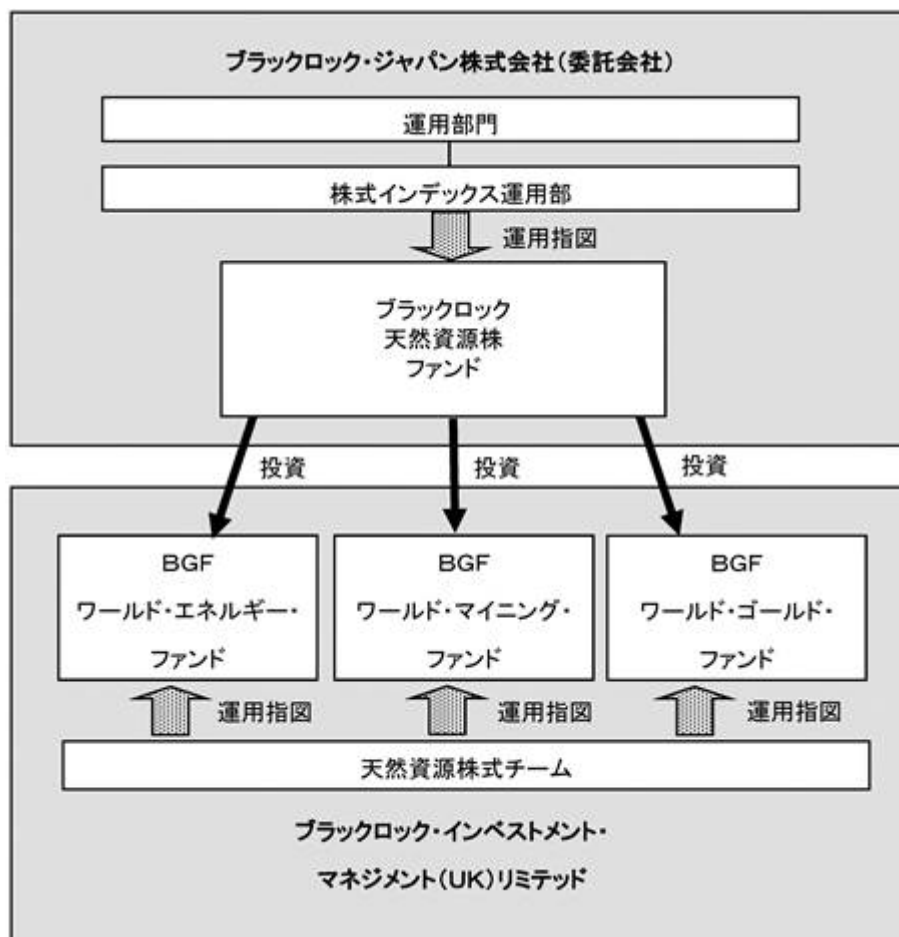 ブラックロック・ジャパン株式会社(委託会社)
運用部門
株式インデックス運用部
運用指図
ブラックロック
天然資源株
ファンド
投資
投資
投資
BGF
ワールド・エネルギー・
ファンド
BGF
ワールド・マイニング・
ファンド
BGF
ワールド・ゴールド・
ファンド
運用指図
運用指図
運用指図
天然資源株式チーム
ブラックロック・インベストメント・
マネジメント(UK)リミテッド